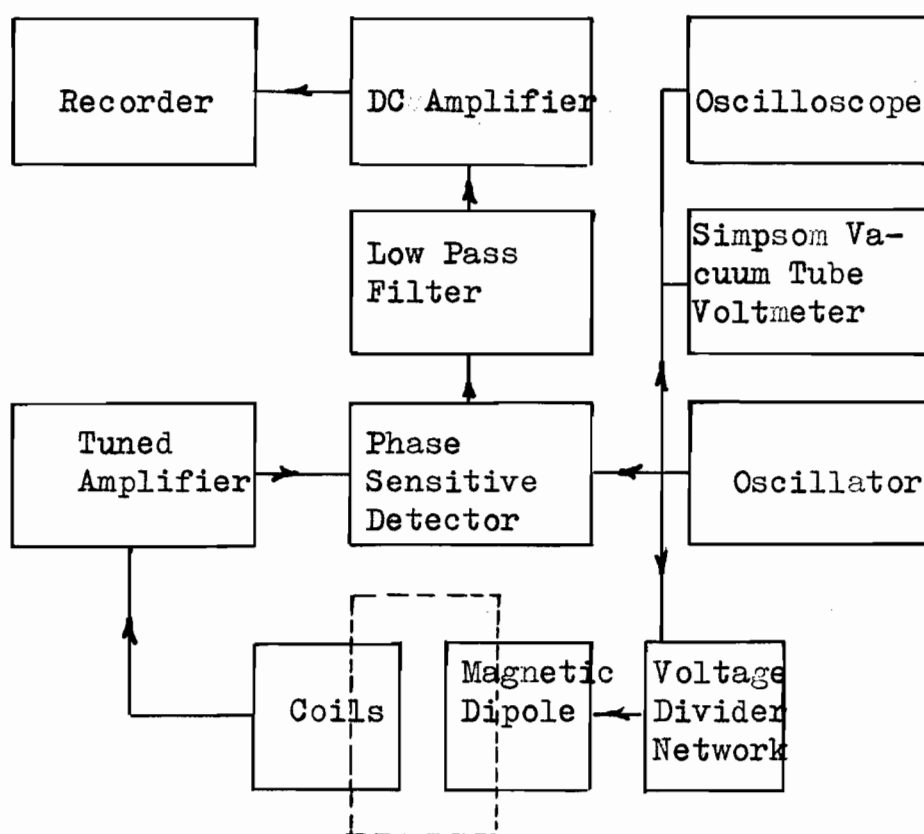 Recorder
DC Amplifier
Oscilloscope
Low Pass
Filter
Simpsom Va-
cuum Tube
Voltmeter
Tuned
Amplifier
Phase
Sensitive
Detector
Oscillator
Coils
Magnetic
Dipole
Voltage
Divider
Network